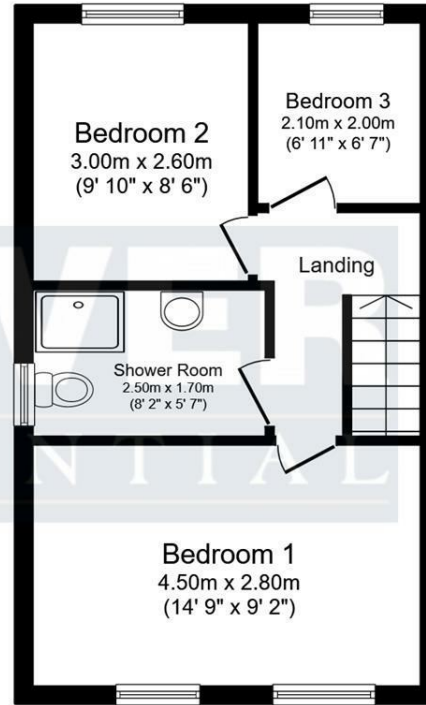 Bedroom 2
3.00m x 2.60m
(9' 10" x 8' 6")
Bedroom 3
2.10m x 2.00m
(6' 11" x 6' 7")
Landing
Shower Room
2.50m x 1.70m
(8' 2" x 5' 7")
Bedroom 1
4.50m x 2.80m
(14' 9" x 9' 2")
VER
NTIAL